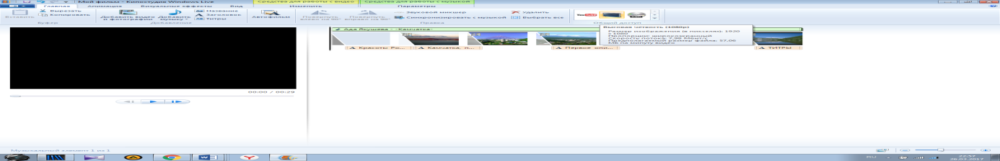 Мой фильм - Киностудия Windows Live
Средства для работы с видео
Средства для работы с музыкой
Главная Анимация Визуальные эффекты Вид Изменить Параметры
Вставить
Вырезать
Копировать
Буфер
Добавить видео и фотографии
Добавить музыку
Название
Заголовок
Титры
Автофильм
Повернуть влево на 90°
Повернуть вправо на 90°
Звуковой микшер
Синхронизировать с музыкой
Удалить
Выбрать все
Правка
YouTube
Общий доступ
Высокая четкость (1080p)
Размер изображения (в пикселях): 1920 x 1080
Пропорции: широкоэкранный
Скорость потока: 7,98 Мбит/с
Предполагаемый размер файла: 57,06 МБ на минуту видео
Ада Якушева - Камчатка
Красоты Ро...
Камчатка. п...
Первое опо...
ТИТРЫ
00:00 / 00:29
Музыкальный элемент 1 из 1
RU
22:57
26.03.2017